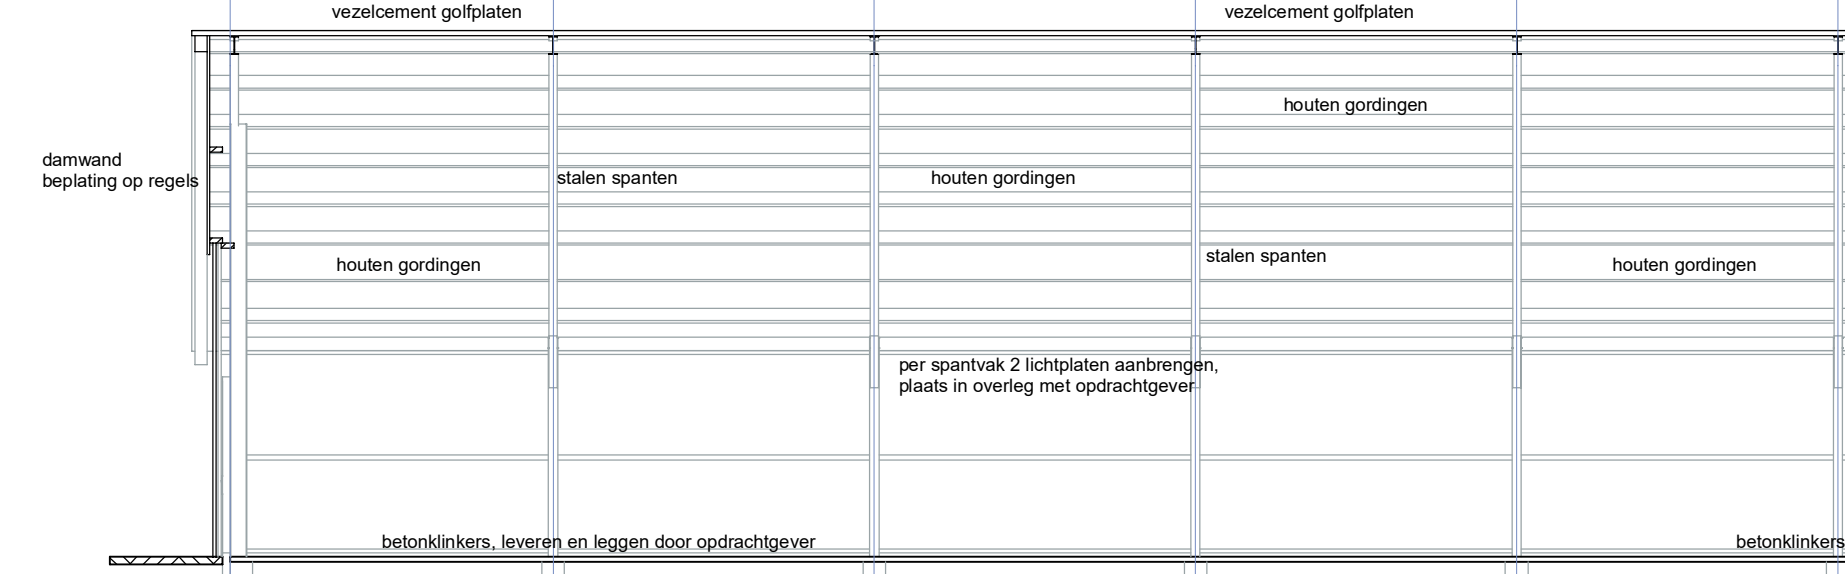 vezelcement golfplaten
vezelcement golfplaten
houten gordingen
damwand
beplating op regels
stalen spanten
houten gordingen
stalen spanten
houten gordingen
houten gordingen
per spantvak 2 lichtplaten aanbrengen,
plaats in overleg met opdrachtgever
betonklinkers, leveren en leggen door opdrachtgever
betonklinkers